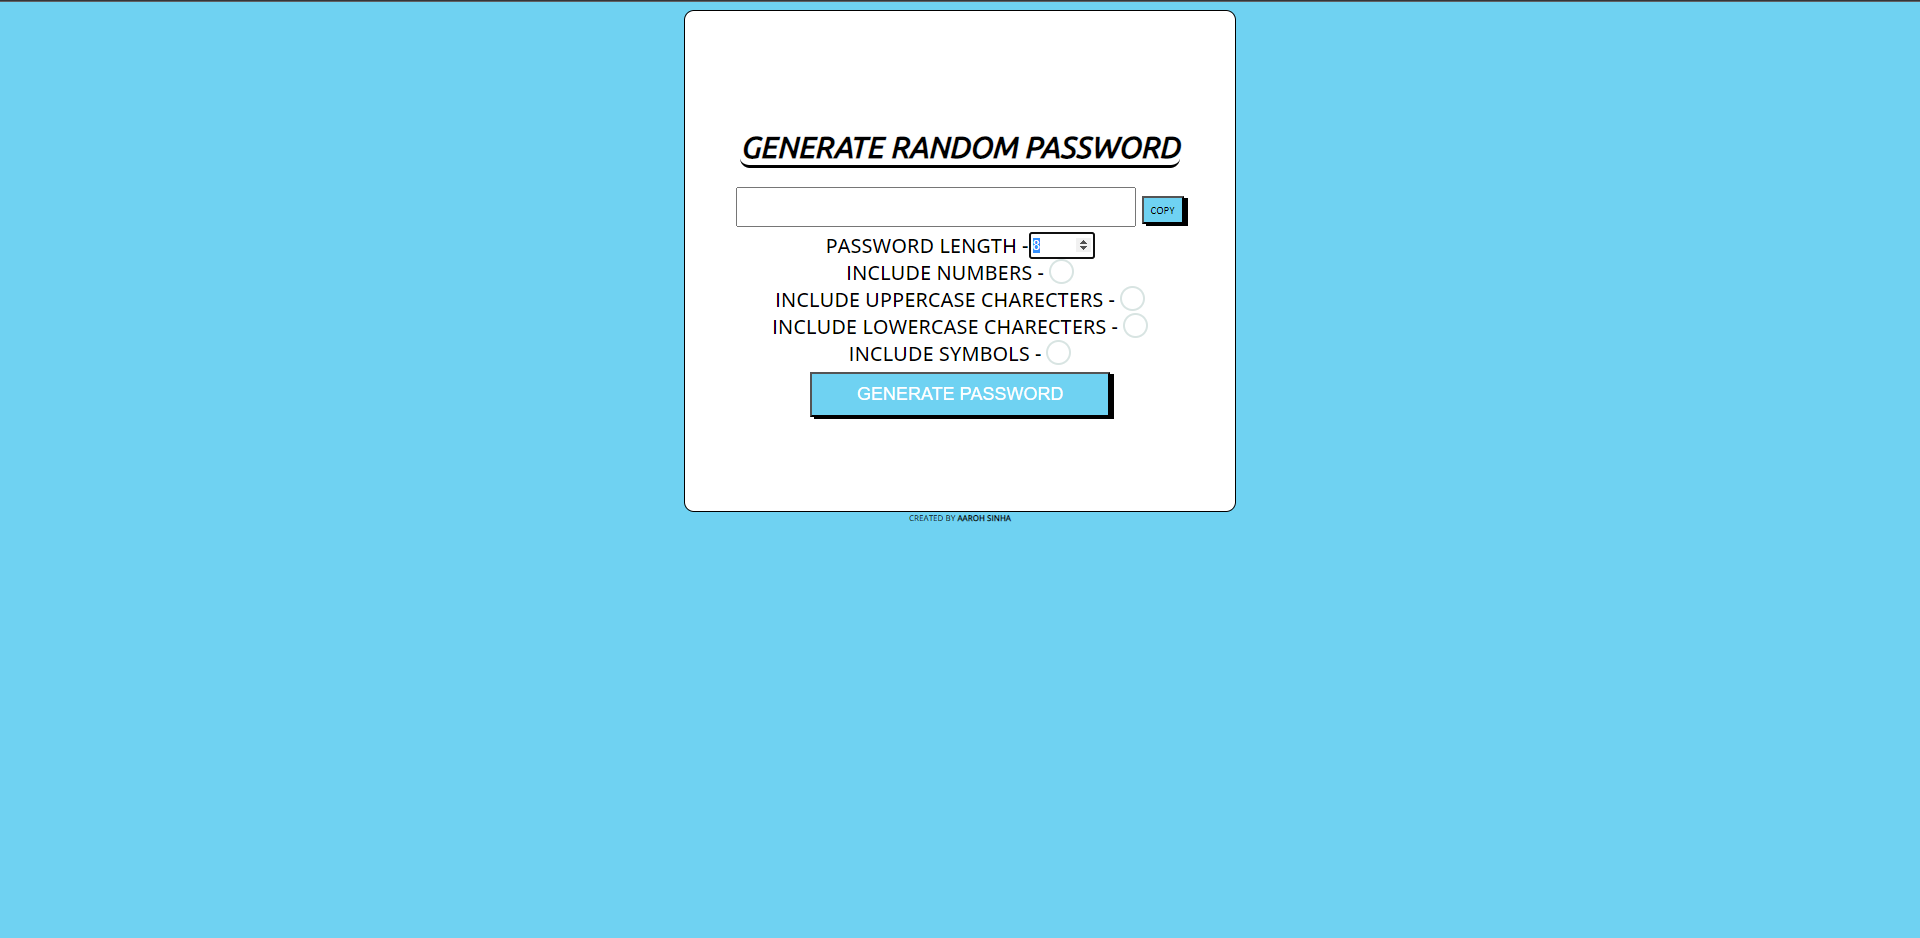 GENERATE RANDOM PASSWORD
COPY
PASSWORD LENGTH - 8
INCLUDE NUMBERS -
INCLUDE UPPERCASE CHARECTERS -
INCLUDE LOWERCASE CHARECTERS -
INCLUDE SYMBOLS -
GENERATE PASSWORD
CREATED BY AAROH SINHA